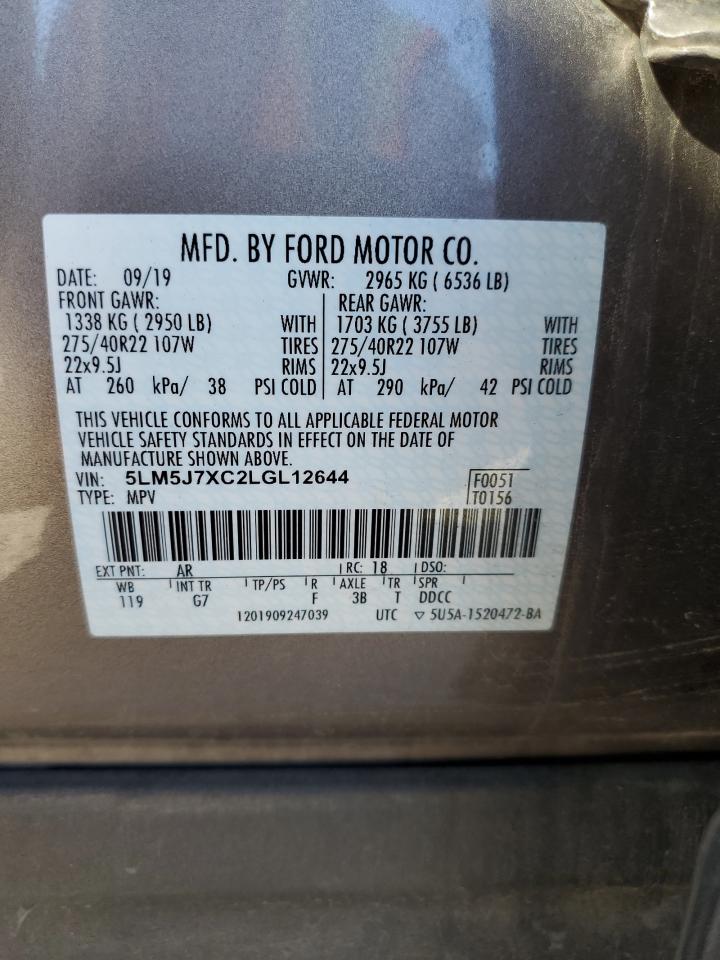 MFD. BY FORD MOTOR CO.
DATE: 09/19 GVWR: 2965 KG ( 6536 LB)
FRONT GAWR: REAR GAWR:
1338 KG ( 2950 LB) WITH 1703 KG ( 3755 LB) WITH
275/40R22 107W TIRES 275/40R22 107W TIRES
22x9.5J RIMS 22x9.5J RIMS
AT 260 kPa/ 38 PSI COLD AT 290 kPa/ 42 PSI COLD
THIS VEHICLE CONFORMS TO ALL APPLICABLE FEDERAL MOTOR
VEHICLE SAFETY STANDARDS IN EFFECT ON THE DATE OF
MANUFACTURE SHOWN ABOVE.
VIN: 5LM5J7XC2LGL12644 F0051
TYPE: MPV T0156
EXT PNT: AR RC: 18 DSO:
WB INT TR TP/PS R AXLE TR SPR
119 G7 F 3B T DDCC
1201909247039 UTC ▽ 5U5A-1520472-BA